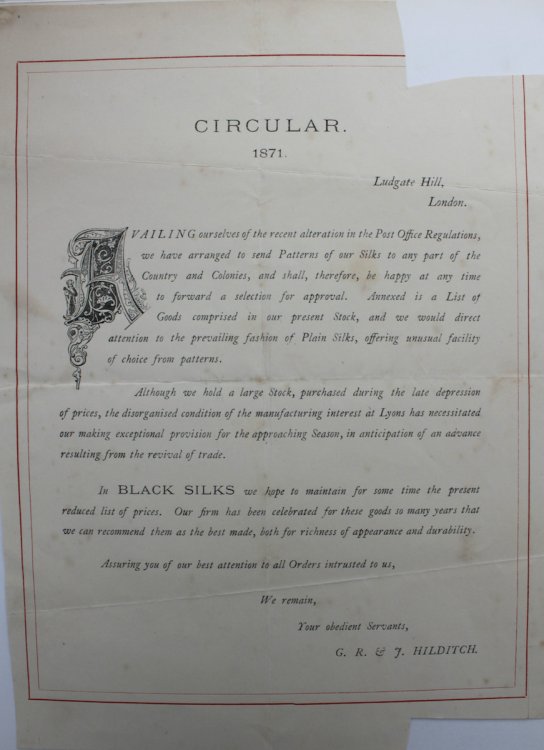 CIRCULAR.
1871.
Ludgate Hill,
London.
AVAILING ourselves of the recent alteration in the Post Office Regulations,
we have arranged to send Patterns of our Silks to any part of the
Country and Colonies, and shall, therefore, be happy at any time
to forward a selection for approval. Annexed is a List of
Goods comprised in our present Stock, and we would direct
attention to the prevailing fashion of Plain Silks, offering unusual facility
of choice from patterns.
Although we hold a large Stock, purchased during the late depression
of prices, the disorganised condition of the manufacturing interest at Lyons has necessitated
our making exceptional provision for the approaching Season, in anticipation of an advance
resulting from the revival of trade.
In BLACK SILKS we hope to maintain for some time the present
reduced list of prices. Our firm has been celebrated for these goods so many years that
we can recommend them as the best made, both for richness of appearance and durability.
Assuring you of our best attention to all Orders intrusted to us,
We remain,
Your obedient Servants,
G. R. & J. HILDITCH.